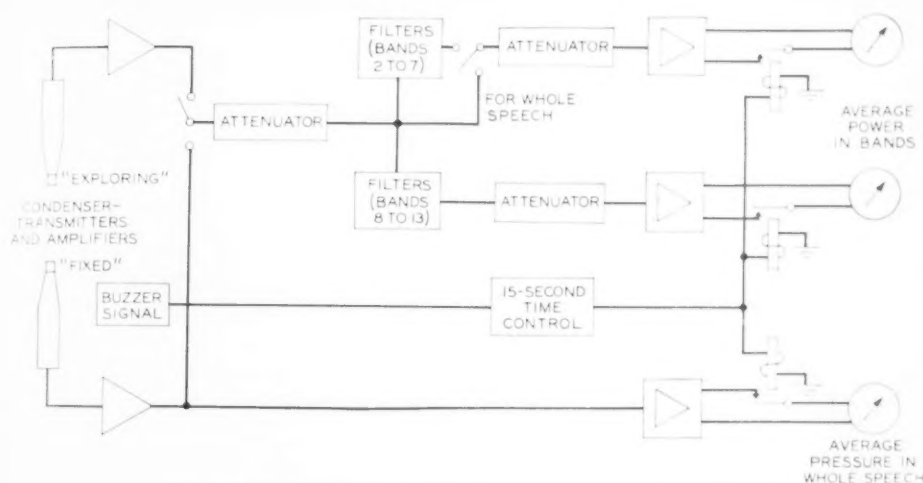 FILTERS
(BANDS
2 TO 7)
ATTENUATOR
FOR WHOLE
SPEECH
ATTENUATOR
AVERAGE
POWER
IN BANDS
"EXPLORING"
CONDENSER-
TRANSMITTERS
AND AMPLIFIERS
"FIXED"
FILTERS
(BANDS
8 TO 13)
ATTENUATOR
BUZZER
SIGNAL
15-SECOND
TIME
CONTROL
AVERAGE
PRESSURE IN
WHOLE SPEECH